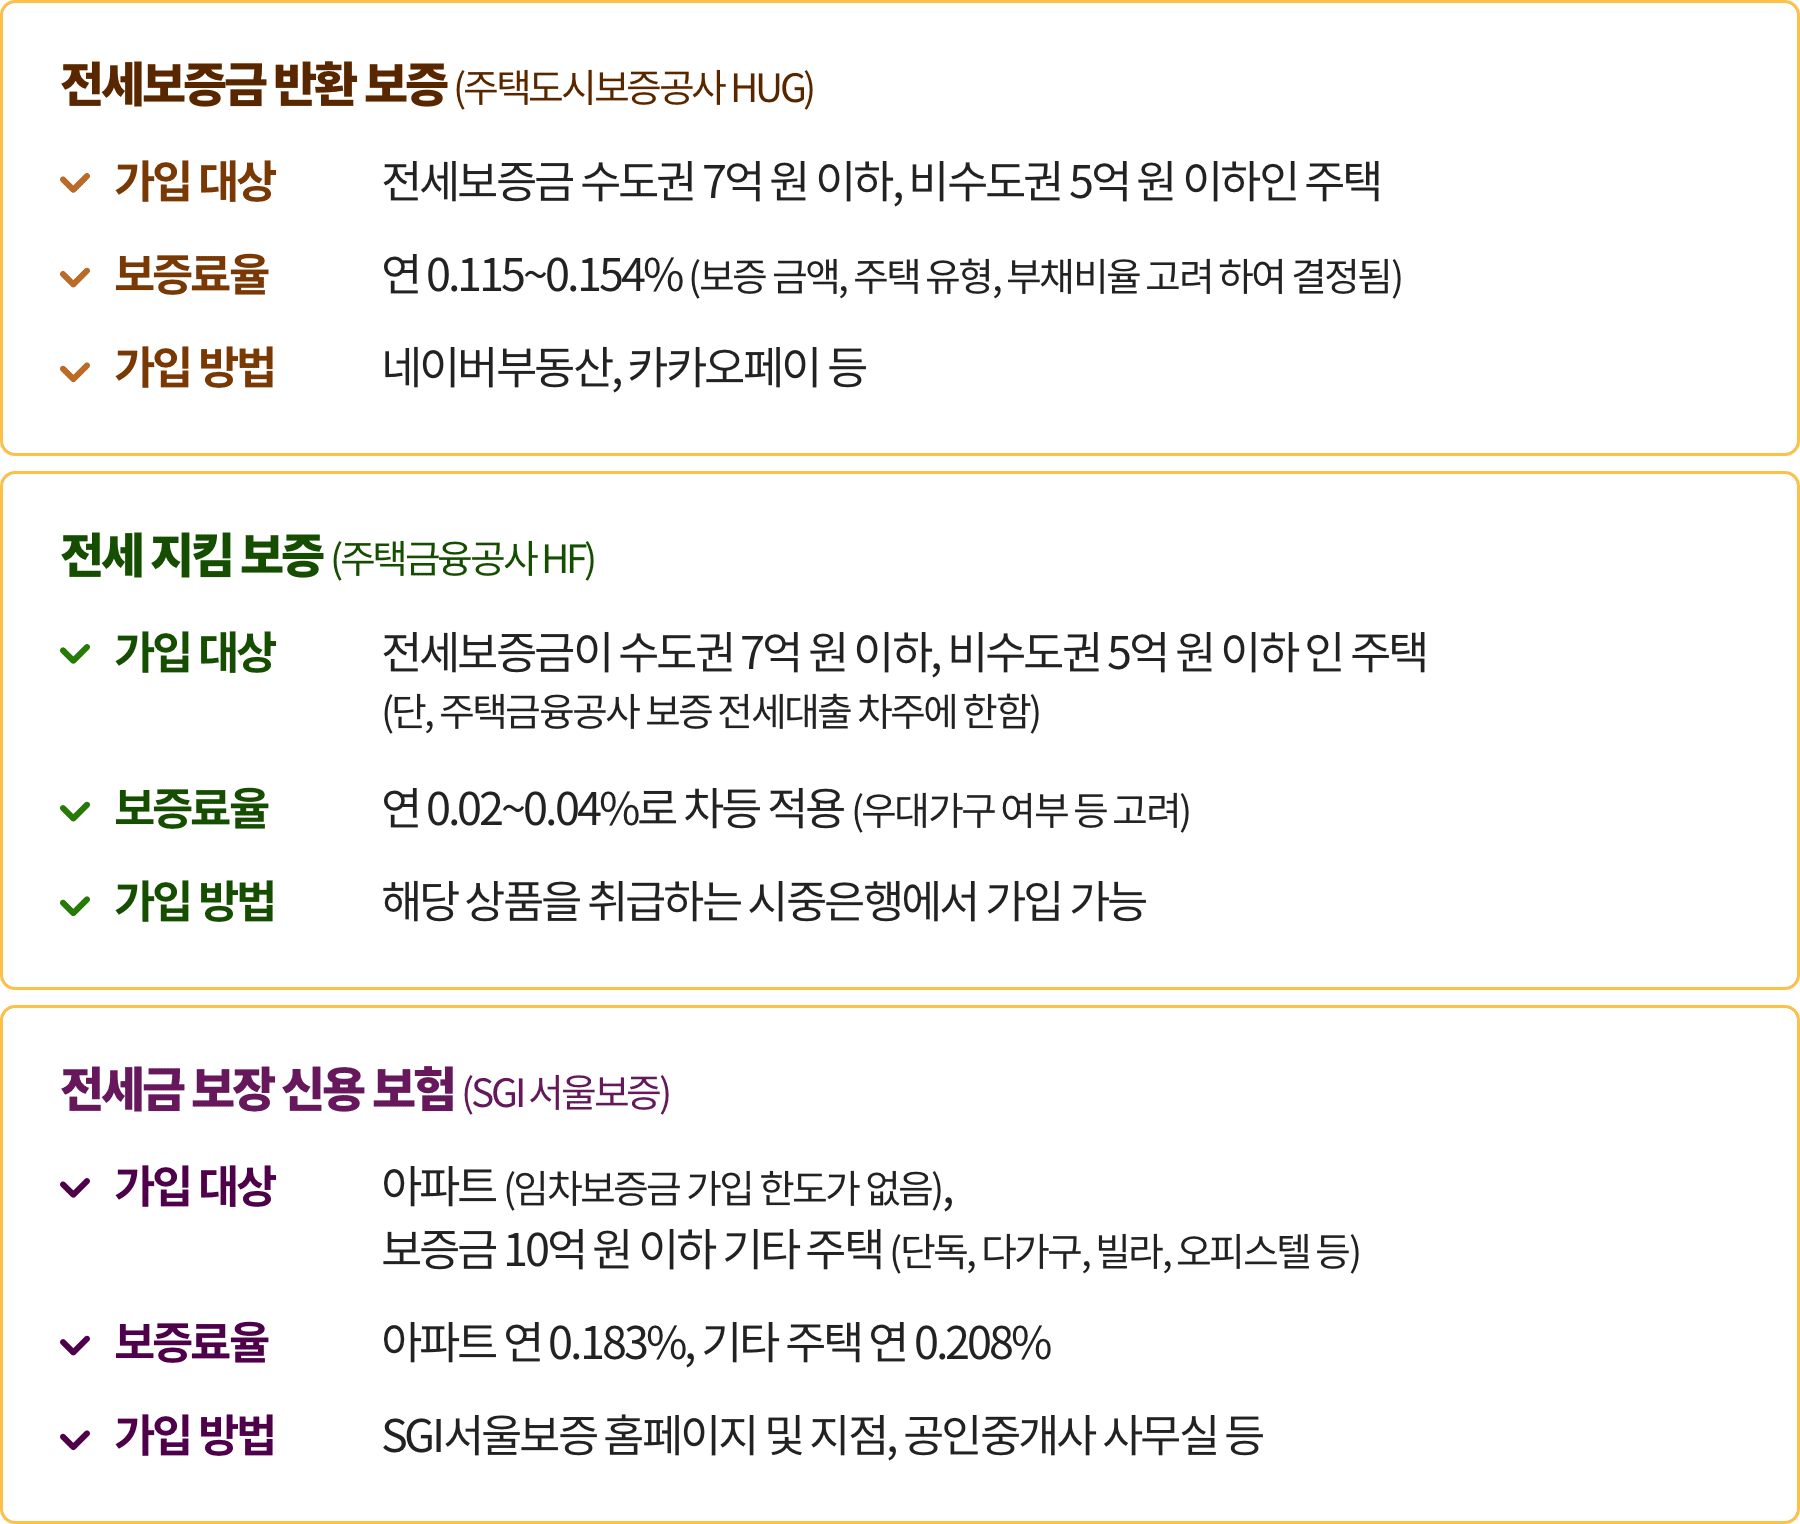 전세보증금 반환 보증 (주택도시보증공사 HUG)
가입 대상 전세보증금 수도권 7억 원 이하, 비수도권 5억 원 이하인 주택
보증료율 연 0.115~0.154% (보증 금액, 주택 유형, 부채비율 고려 하여 결정됨)
가입 방법 네이버부동산, 카카오페이 등
전세 지킴 보증 (주택금융공사 HF)
가입 대상 전세보증금이 수도권 7억 원 이하, 비수도권 5억 원 이하 인 주택
(단, 주택금융공사 보증 전세대출 차주에 한함)
보증료율 연 0.02~0.04%로 차등 적용 (우대가구 여부 등 고려)
가입 방법 해당 상품을 취급하는 시중은행에서 가입 가능
전세금 보장 신용 보험 (SGI 서울보증)
가입 대상 아파트 (임차보증금 가입 한도가 없음),
보증금 10억 원 이하 기타 주택 (단독, 다가구, 빌라, 오피스텔 등)
보증료율 아파트 연 0.183%, 기타 주택 연 0.208%
가입 방법 SGI서울보증 홈페이지 및 지점, 공인중개사 사무실 등